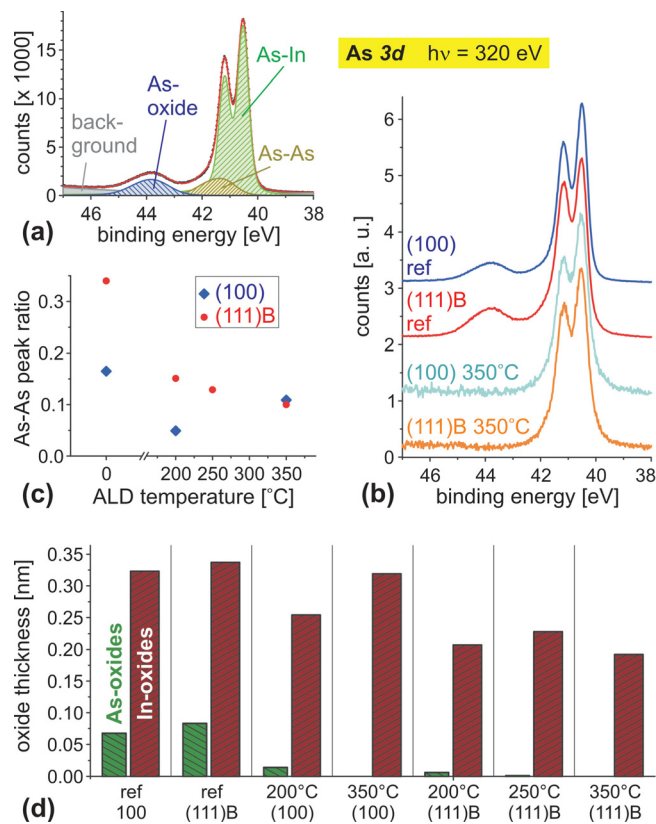 As 3d hν = 320 eV
counts [x 1000]
15
10
5
0
As-In
As-
oxide
back-
ground
As-As
46 44 42 40 38
(a) binding energy [eV]
counts [a. u.]
6
5
4
3
2
1
0
(100)
ref
(111)B
ref
(100) 350°C
(111)B 350°C
46 44 42 40 38
(b) binding energy [eV]
As-As peak ratio
0.3
0.2
0.1
0.0
(100)
(111)B
0 200 250 300 350
(c) ALD temperature [°C]
oxide thickness [nm]
0.35
0.30
0.25
0.20
0.15
0.10
0.05
0.00
As-oxides
In-oxides
ref ref 200°C 350°C 200°C 250°C 350°C
100 (111)B (100) (100) (111)B (111)B (111)B
(d)